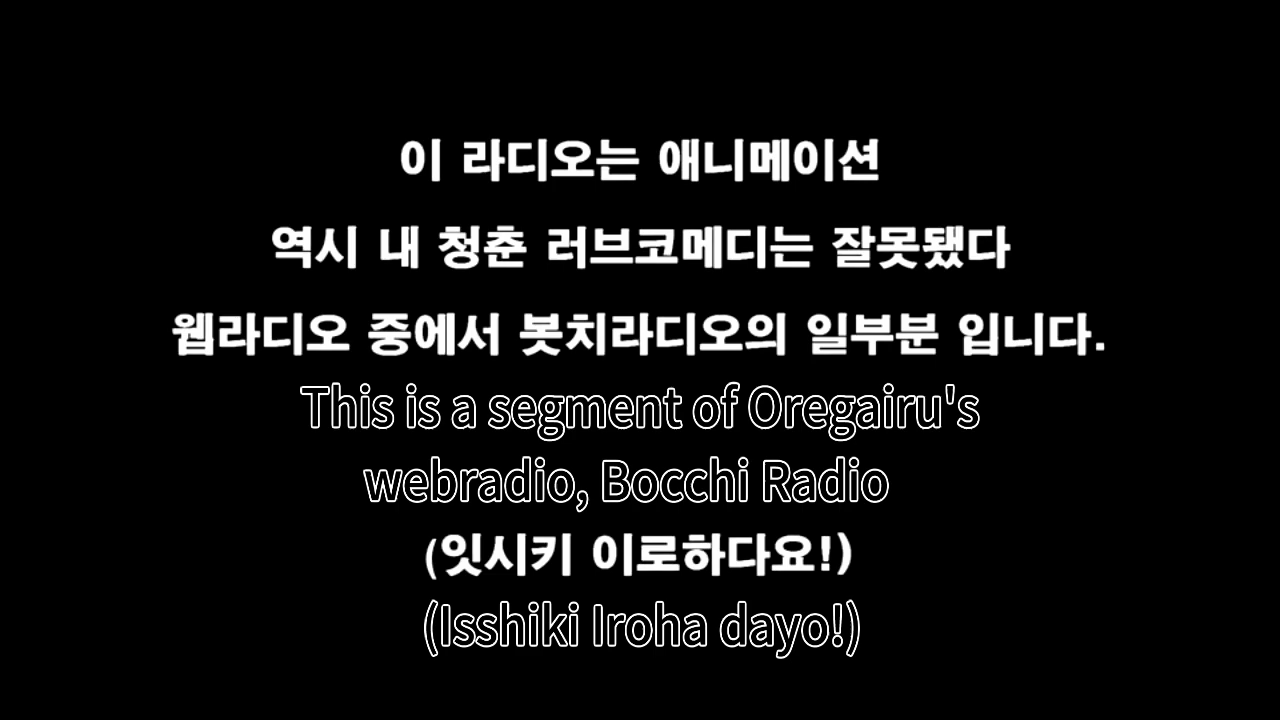 이 라디오는 애니메이션
역시 내 청춘 러브코메디는 잘못됐다
웹라디오 중에서 봇치라디오의 일부분 입니다.
This is a segment of Oregairu's
webradio, Bocchi Radio
(잇시키 이로하다요!)
(Isshiki Iroha dayo!)